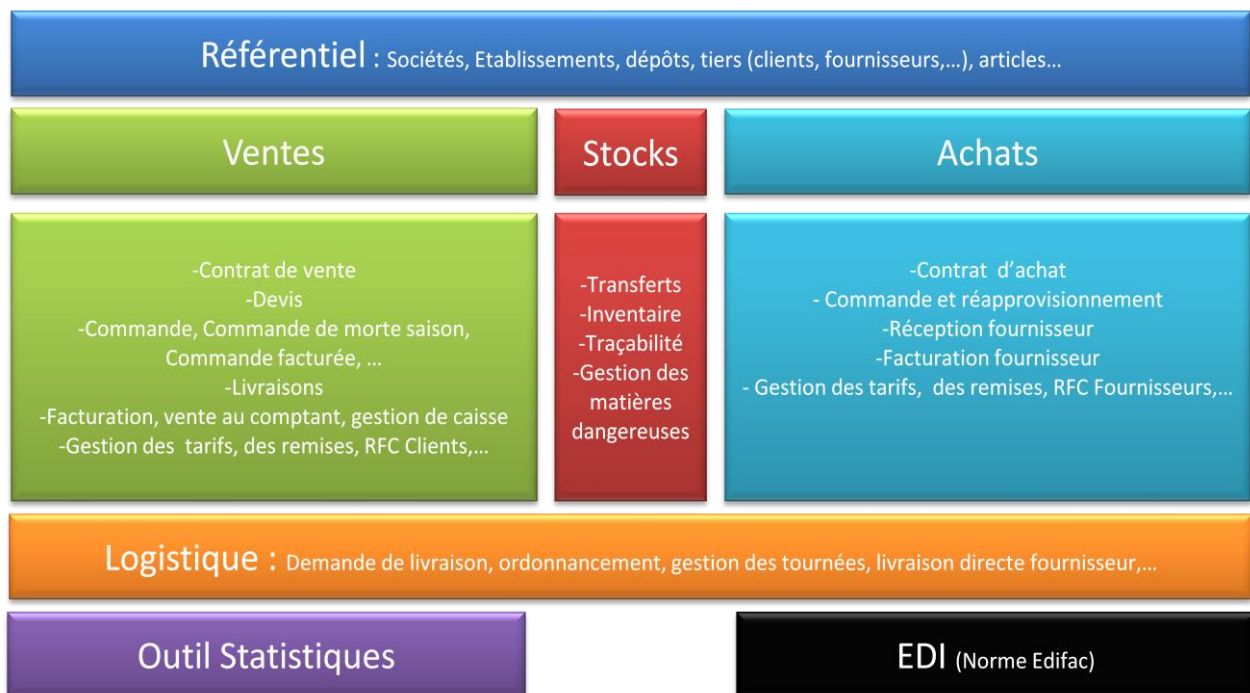 Référentiel : Sociétés, Etablissements, dépôts, tiers (clients, fournisseurs,...), articles...
Ventes
Stocks
Achats
-Contrat de vente
-Devis
-Commande, Commande de morte saison,
Commande facturée, ...
-Livraisons
-Facturation, vente au comptant, gestion de caisse
-Gestion des tarifs, des remises, RFC Clients,...
-Transferts
-Inventaire
-Traçabilité
-Gestion des
matières
dangereuses
-Contrat d'achat
- Commande et réapprovisionnement
-Réception fournisseur
-Facturation fournisseur
- Gestion des tarifs, des remises, RFC Fournisseurs,...
Logistique : Demande de livraison, ordonnancement, gestion des tournées, livraison directe fournisseur,...
Outil Statistiques
EDI (Norme Edifac)